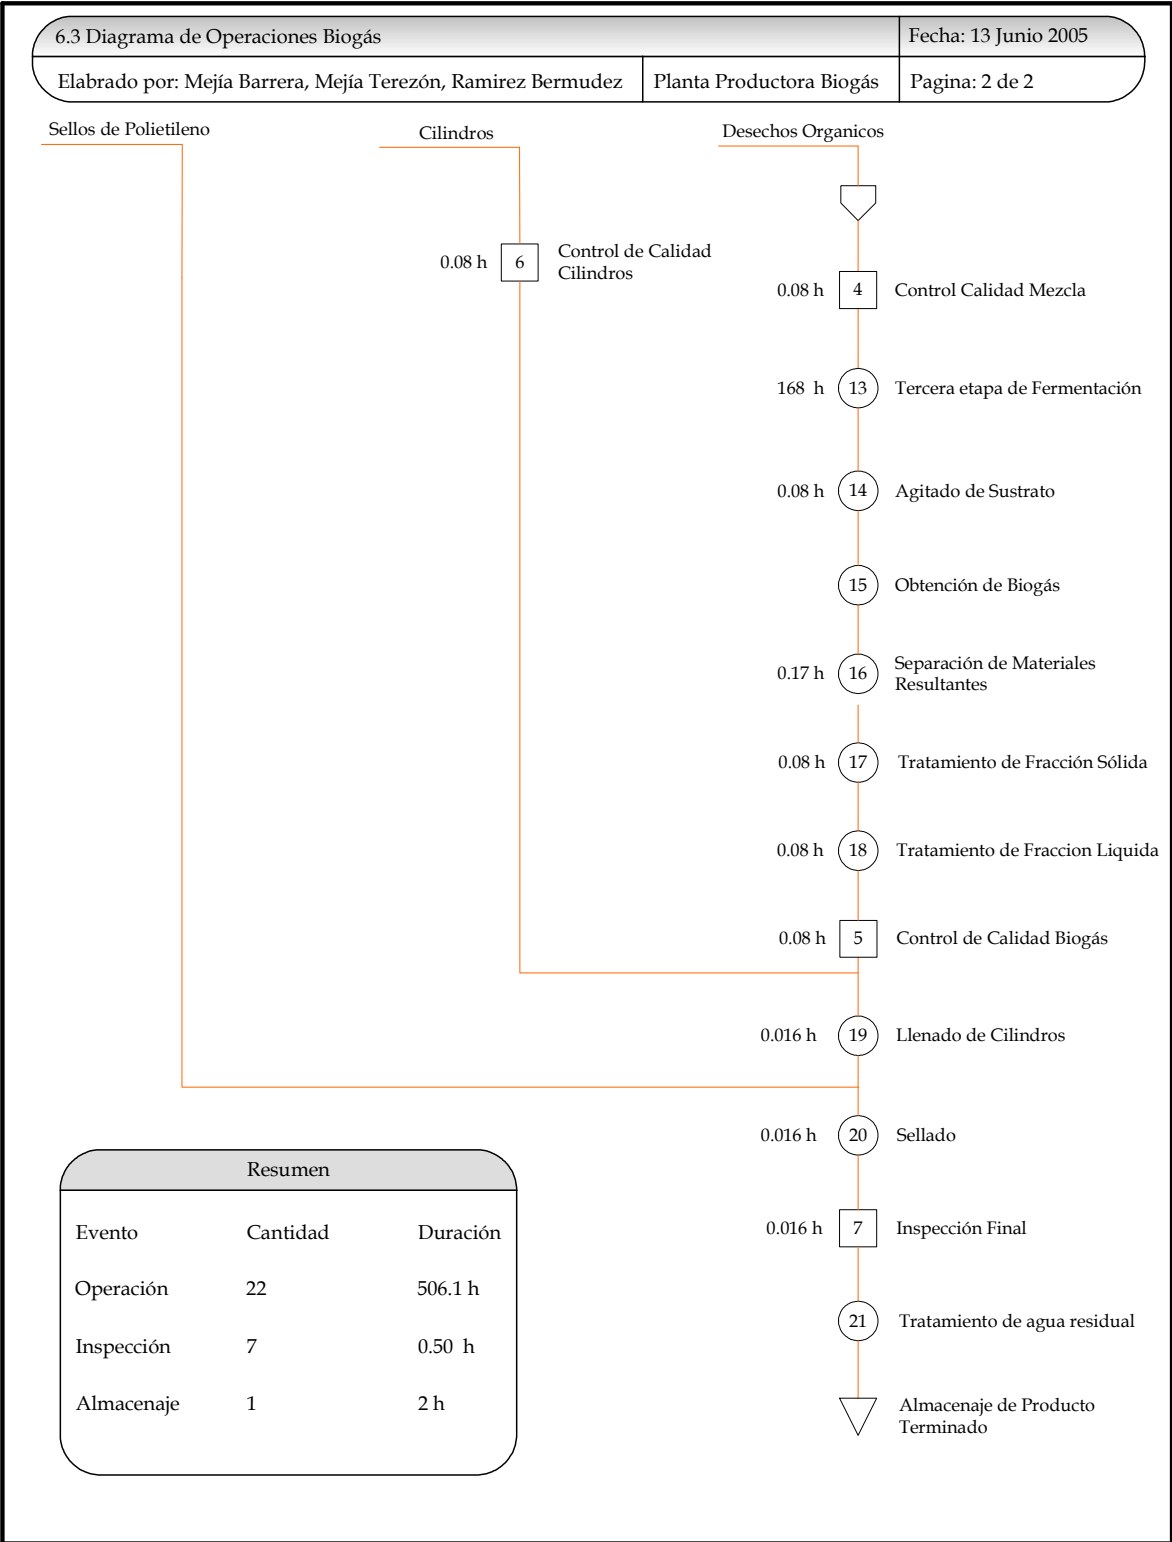 6.3 Diagrama de Operaciones Biogás
Fecha: 13 Junio 2005
Elabrado por: Mejía Barrera, Mejía Terezón, Ramirez Bermudez
Planta Productora Biogás
Pagina: 2 de 2
Sellos de Polietileno
Cilindros
Desechos Organicos
0.08 h
6
Control de Calidad
Cilindros
0.08 h
4
Control Calidad Mezcla
168 h
13
Tercera etapa de Fermentación
0.08 h
14
Agitado de Sustrato
15
Obtención de Biogás
0.17 h
16
Separación de Materiales
Resultantes
0.08 h
17
Tratamiento de Fracción Sólida
0.08 h
18
Tratamiento de Fraccion Liquida
0.08 h
5
Control de Calidad Biogás
0.016 h
19
Llenado de Cilindros
0.016 h
20
Sellado
0.016 h
7
Inspección Final
21
Tratamiento de agua residual
Almacenaje de Producto
Terminado
Resumen
Evento Cantidad Duración
Operación 22 506.1 h
Inspección 7 0.50 h
Almacenaje 1 2 h